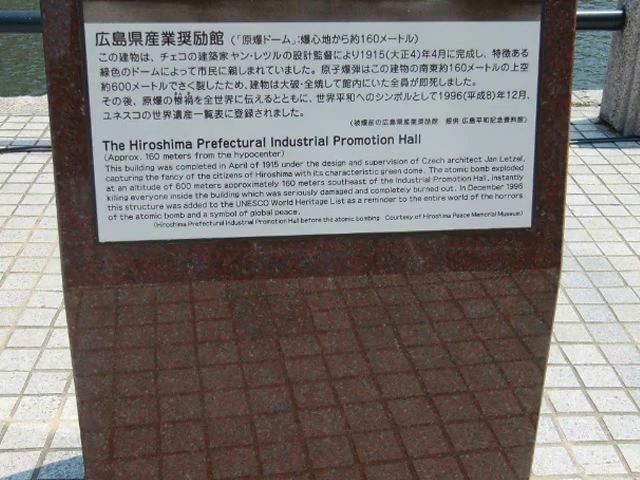 広島県産業奨励館 (「原爆ドーム」:爆心地から約160メートル)
この建物は、チェコの建築家ヤン・レツルの設計監督により1915(大正4)年4月に完成し、特徴ある
緑色のドームによって市民に親しまれていました。原子爆弾はこの建物の南東約160メートルの上空
約600メートルでさく裂したため、建物は大破・全焼して館内にいた全員が即死しました。
その後、原爆の惨禍を全世界に伝えるとともに、世界平和へのシンボルとして1996(平成8)年12月、
ユネスコの世界遺産一覧表に登録されました。
(被爆前の広島県産業奨励館 提供 広島平和記念資料館)
The Hiroshima Prefectural Industrial Promotion Hall
(Approx. 160 meters from the hypocenter)
This building was completed in April of 1915 under the design and supervision of Czech architect Jan Letzel,
capturing the fancy of the citizens of Hiroshima with its characteristic green dome. The atomic bomb exploded
at an altitude of 600 meters approximately 160 meters southeast of the Industrial Promotion Hall, instantly
killing everyone inside the building which was seriously damaged and completely burned out. In December 1996
this structure was added to the UNESCO World Heritage List as a reminder to the entire world of the horrors
of the atomic bomb and a symbol of global peace.
(Hiroshima Prefectural Industrial Promotion Hall before the atomic bombing Courtesy of Hiroshima Peace Memorial Museum)